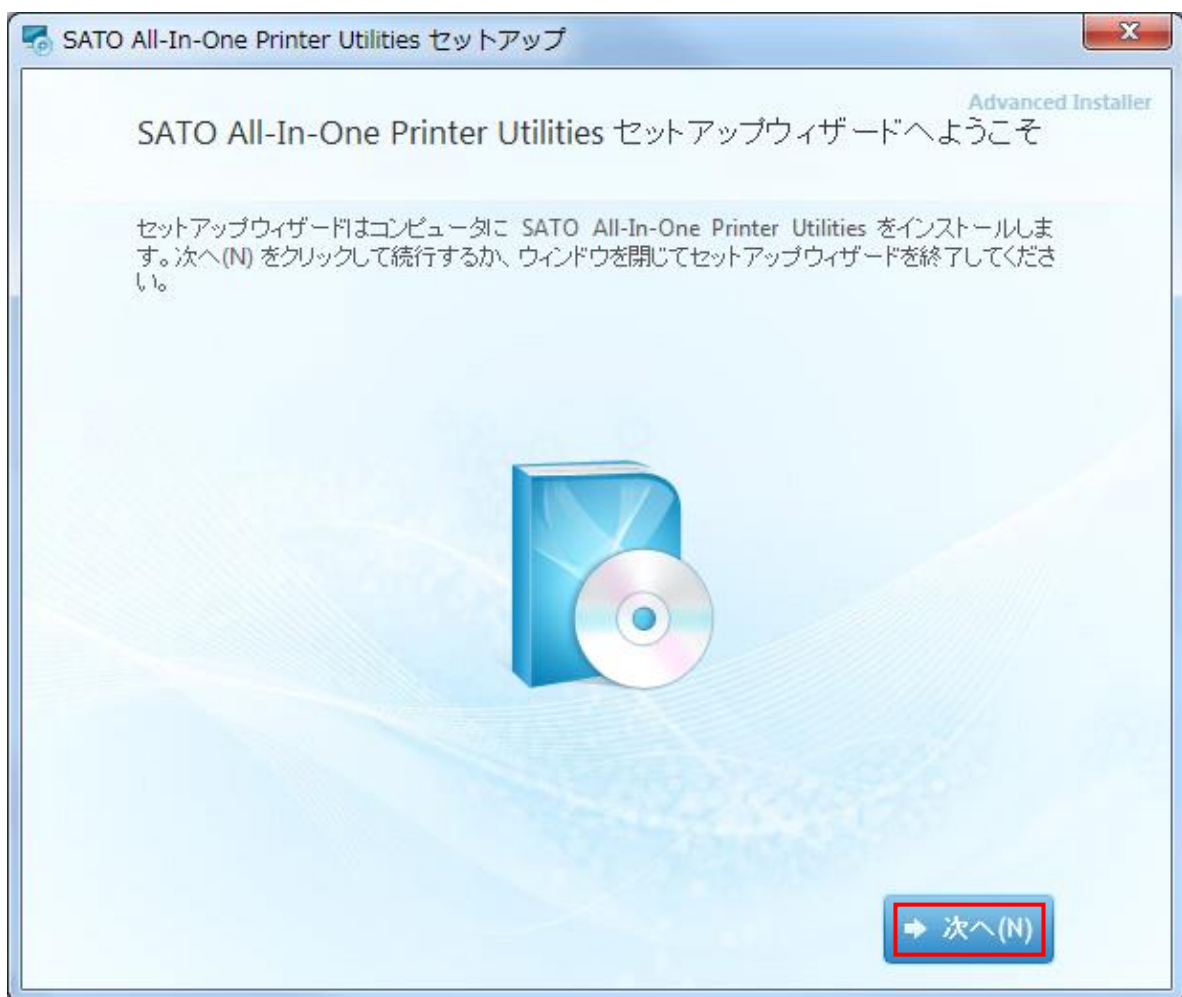 SATO All-In-One Printer Utilities セットアップ
Advanced Installer
SATO All-In-One Printer Utilities セットアップウィザードへようこそ
セットアップウィザードはコンピュータに SATO All-In-One Printer Utilities をインストールしま
す。次へ(N) をクリックして続行するか、ウィンドウを閉じてセットアップウィザードを終了してくださ
い。
次へ(N)